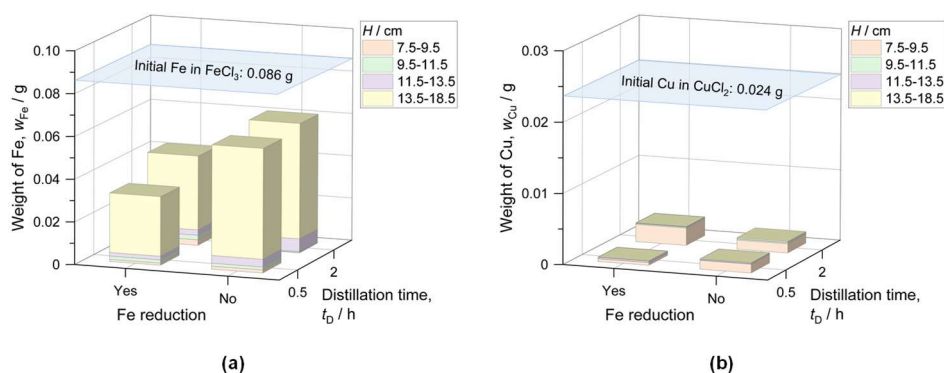 H / cm
7.5-9.5
9.5-11.5
11.5-13.5
13.5-18.5
Initial Fe in FeCl₃: 0.086 g
Weight of Fe, w_Fe / g
0.10
0.08
0.06
0.04
0.02
0
Yes
No
Fe reduction
0.5
2
Distillation time,
t_D / h
(a)
H / cm
7.5-9.5
9.5-11.5
11.5-13.5
13.5-18.5
Initial Cu in CuCl₂: 0.024 g
Weight of Cu, w_Cu / g
0.03
0.02
0.01
0
Yes
No
Fe reduction
0.5
2
Distillation time,
t_D / h
(b)